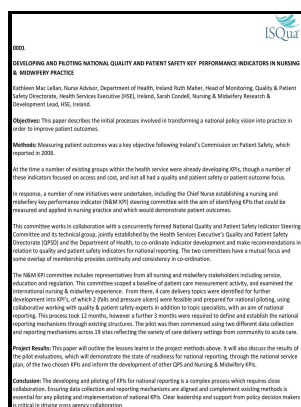 ISQua
0001
DEVELOPING AND PILOTING NATIONAL QUALITY AND PATIENT SAFETY KEY PERFORMANCE INDICATORS IN NURSING
& MIDWIFERY PRACTICE
Kathleen Mac Lellan, Nurse Advisor, Department of Health, Ireland Ruth Maher, Head of Monitoring, Quality & Patient
Safety Directorate, Health Services Executive (HSE), Ireland, Sarah Condell, Nursing & Midwifery Research &
Development Lead, HSE, Ireland.
Objectives: This paper describes the initial processes involved in transforming a national policy vision into practice in
order to improve patient outcomes.
Methods: Measuring patient outcomes was a key objective following Ireland's Commission on Patient Safety, which
reported in 2008.
At the time a number of existing groups within the health service were already developing KPIs, though a number of
these indicators focused on access and cost, and not all had a quality and patient safety or patient outcome focus.
In response, a number of new initiatives were undertaken, including the Chief Nurse establishing a nursing and
midwifery key performance indicator (N&M KPI) steering committee with the aim of identifying KPIs that could be
measured and applied in nursing practice and which would demonstrate patient outcomes.
This committee works in collaboration with a concurrently formed National Quality and Patient Safety Indicator Steering
Committee and its technical group, jointly established by the Health Services Executive's Quality and Patient Safety
Directorate (QPSD) and the Department of Health, to co-ordinate indicator development and make recommendations in
relation to quality and patient safety indicators for national reporting. The two committees have a mutual focus and
some overlap of membership provides continuity and consistency in co-ordination.
The N&M KPI committee includes representatives from all nursing and midwifery stakeholders including service,
education and regulation. This committee scoped a baseline of patient care measurement activity, and examined the
international nursing & midwifery experience. From there, 4 care delivery topics were identified for further
development into KPI's, of which 2 (falls and pressure ulcers) were feasible and prepared for national piloting, using
collaborative working with quality & patient safety experts in addition to topic specialists, with an aim of national
reporting. This process took 12 months, however a further 3 months were required to define and establish the national
reporting mechanisms through existing structures. The pilot was then commenced using two different data collection
and reporting mechanisms across 19 sites reflecting the variety of care delivery settings from community to acute care.
Project Results: This paper will outline the lessons learnt in the project methods above. It will also discuss the results of
the pilot evaluations, which will demonstrate the state of readiness for national reporting, through the national service
plan, of the two chosen KPIs and inform the development of other QPS and Nursing & Midwifery KPIs.
Conclusion: The developing and piloting of KPIs for national reporting is a complex process which requires close
collaboration. Ensuring data collection and reporting mechanisms are aligned and complement existing methods is
essential for any piloting and implementation of national KPIs. Clear leadership and support from policy decision makers
is critical in driving cross agency collaboration.